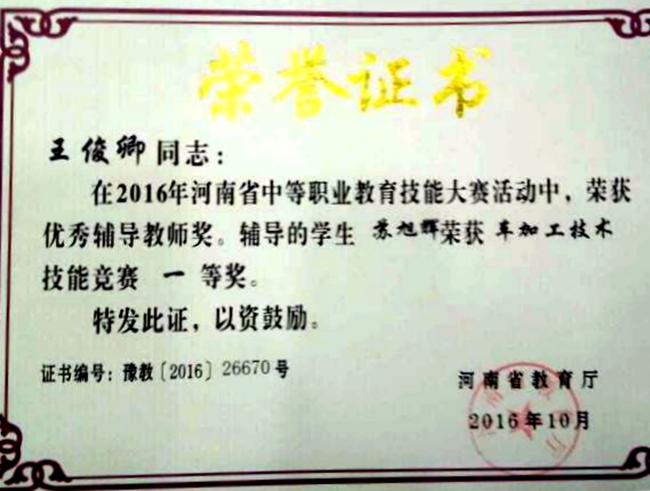 荣誉证书
王俊卿同志：
在2016年河南省中等职业教育技能大赛活动中，荣获
优秀辅导教师奖。辅导的学生 苏旭辉荣获 车加工技术
技能竞赛 一 等奖。
特发此证，以资鼓励。
证书编号：豫教〔2016〕26670号
河南省教育厅
2016年10月